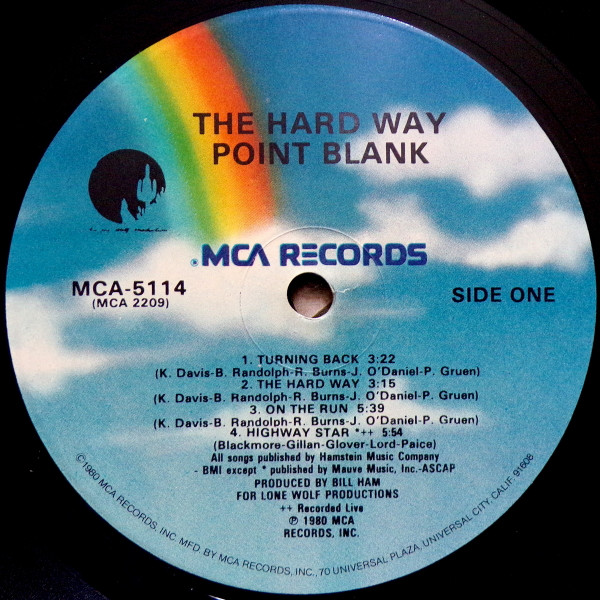 THE HARD WAY
POINT BLANK
MCA RECORDS
MCA-5114
(MCA 2209)
SIDE ONE
1. TURNING BACK 3:22
(K. Davis-B. Randolph-R. Burns-J. O'Daniel-P. Gruen)
2. THE HARD WAY 3:15
(K. Davis-B. Randolph-R. Burns-J. O'Daniel-P. Gruen)
3. ON THE RUN 5:39
(K. Davis-B. Randolph-R. Burns-J. O'Daniel-P. Gruen)
4. HIGHWAY STAR *++ 5:54
(Blackmore-Gillan-Glover-Lord-Paice)
All songs published by Hamstein Music Company
- BMI except * published by Mauve Music, Inc.-ASCAP
PRODUCED BY BILL HAM
FOR LONE WOLF PRODUCTIONS
++ Recorded Live
℗ 1980 MCA
RECORDS, INC.
©1980 MCA RECORDS, INC. MFD. BY MCA RECORDS, INC., 70 UNIVERSAL PLAZA, UNIVERSAL CITY, CALIF. 91608